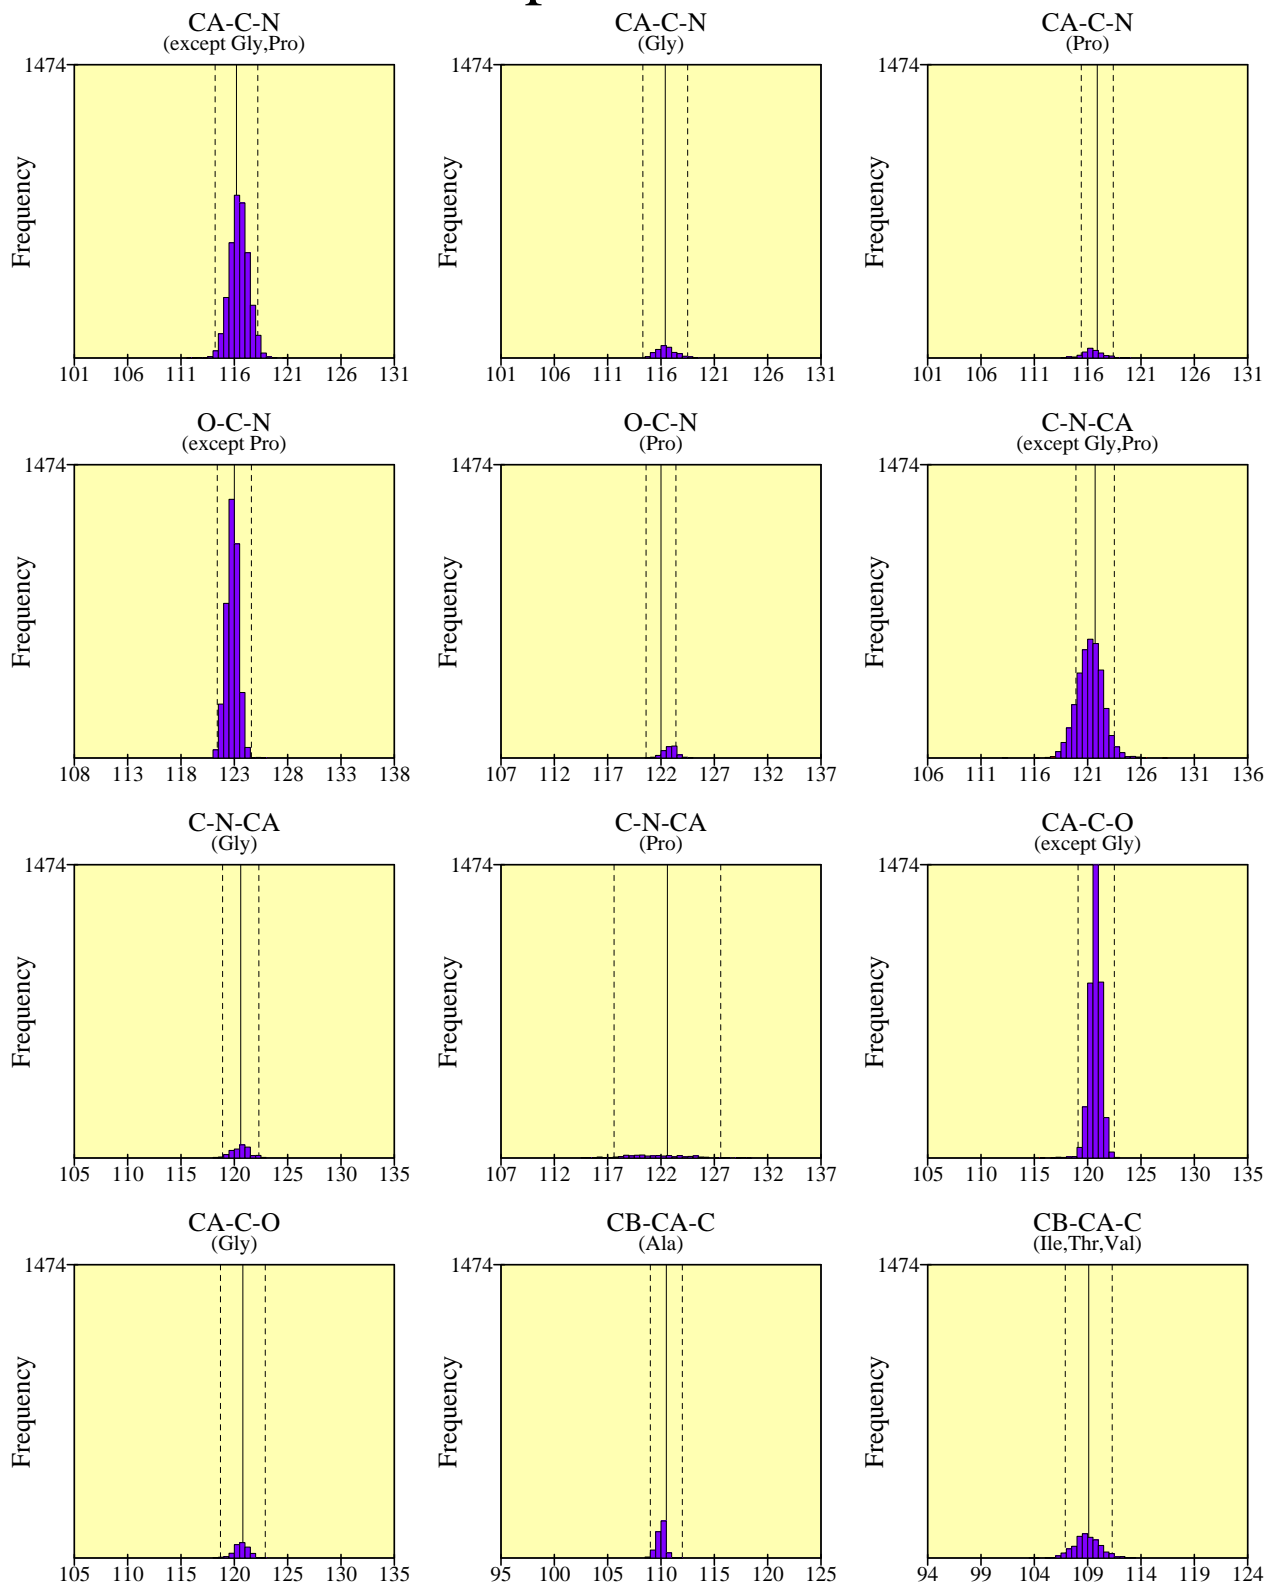 CA-C-N CA-C-N CA-C-N
(except Gly,Pro) (Gly) (Pro)
1474 1474 1474
Frequency Frequency Frequency
101 106 111 116 121 126 131 101 106 111 116 121 126 131 101 106 111 116 121 126 131
O-C-N O-C-N C-N-CA
(except Pro) (Pro) (except Gly,Pro)
1474 1474 1474
Frequency Frequency Frequency
108 113 118 123 128 133 138 107 112 117 122 127 132 137 106 111 116 121 126 131 136
C-N-CA C-N-CA CA-C-O
(Gly) (Pro) (except Gly)
1474 1474 1474
Frequency Frequency Frequency
105 110 115 120 125 130 135 107 112 117 122 127 132 137 105 110 115 120 125 130 135
CA-C-O CB-CA-C CB-CA-C
(Gly) (Ala) (Ile,Thr,Val)
1474 1474 1474
Frequency Frequency Frequency
105 110 115 120 125 130 135 95 100 105 110 115 120 125 94 99 104 109 114 119 124